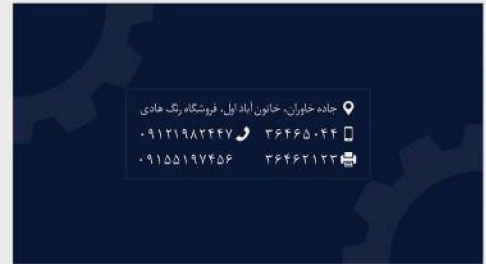 جاده خاوران، خاتون آباد اول، فروشگاه رنگ هادی
۳۶۴۶۵۰۴۴ ۰۹۱۲۱۹۸۲۴۴۷
۳۶۴۶۲۱۲۳ ۰۹۱۵۵۱۹۷۴۵۶